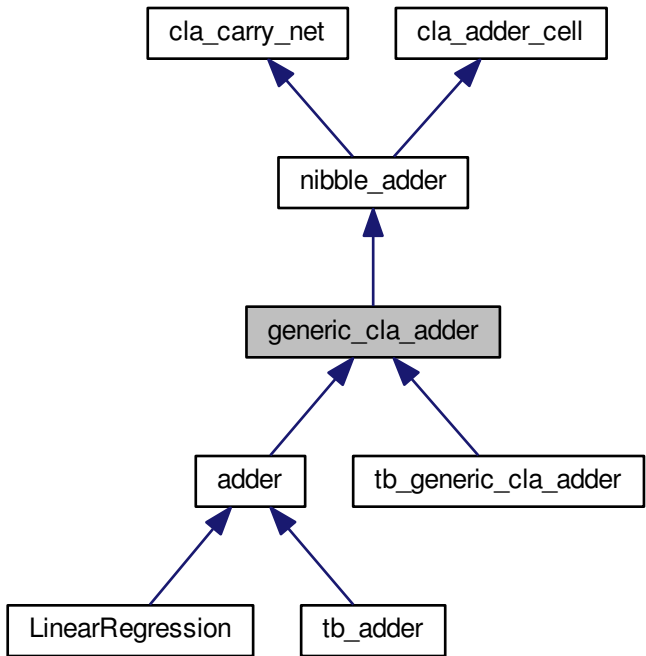 cla_carry_net
cla_adder_cell
nibble_adder
generic_cla_adder
adder
tb_generic_cla_adder
LinearRegression
tb_adder